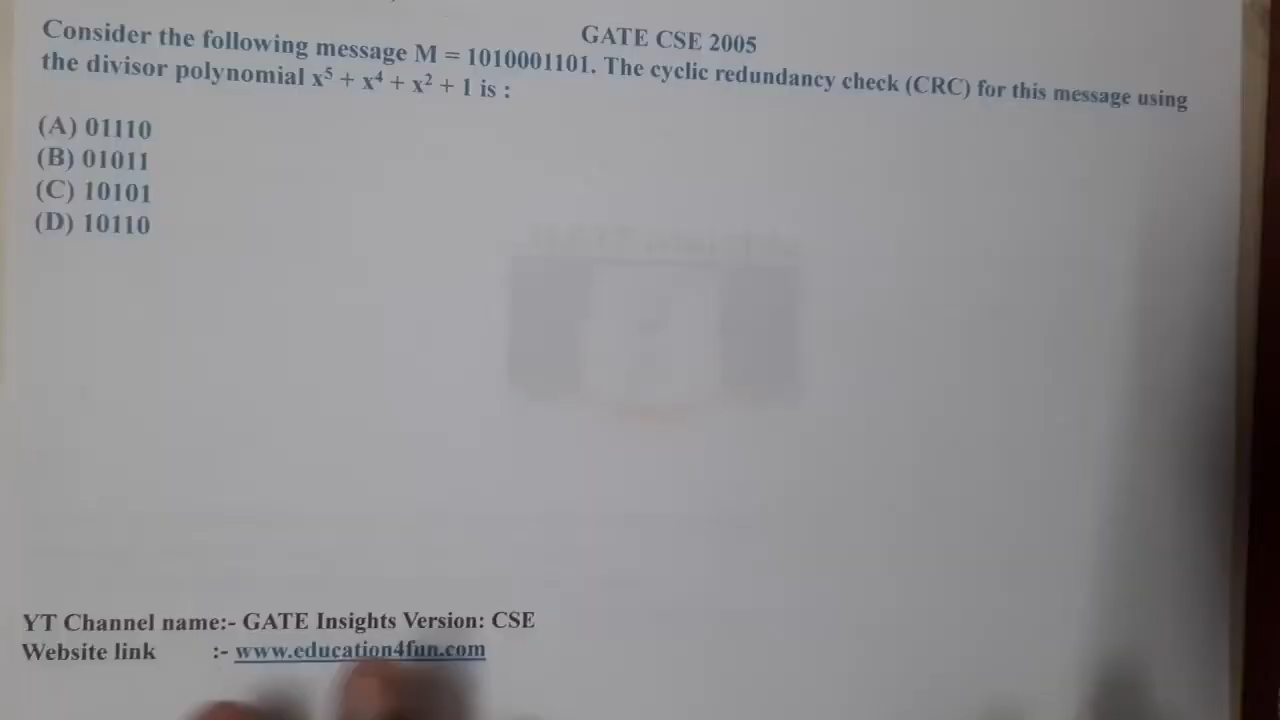 GATE CSE 2005
Consider the following message M = 1010001101. The cyclic redundancy check (CRC) for this message using
the divisor polynomial x⁵ + x⁴ + x² + 1 is :
(A) 01110
(B) 01011
(C) 10101
(D) 10110
YT Channel name:- GATE Insights Version: CSE
Website link :- www.education4fun.com